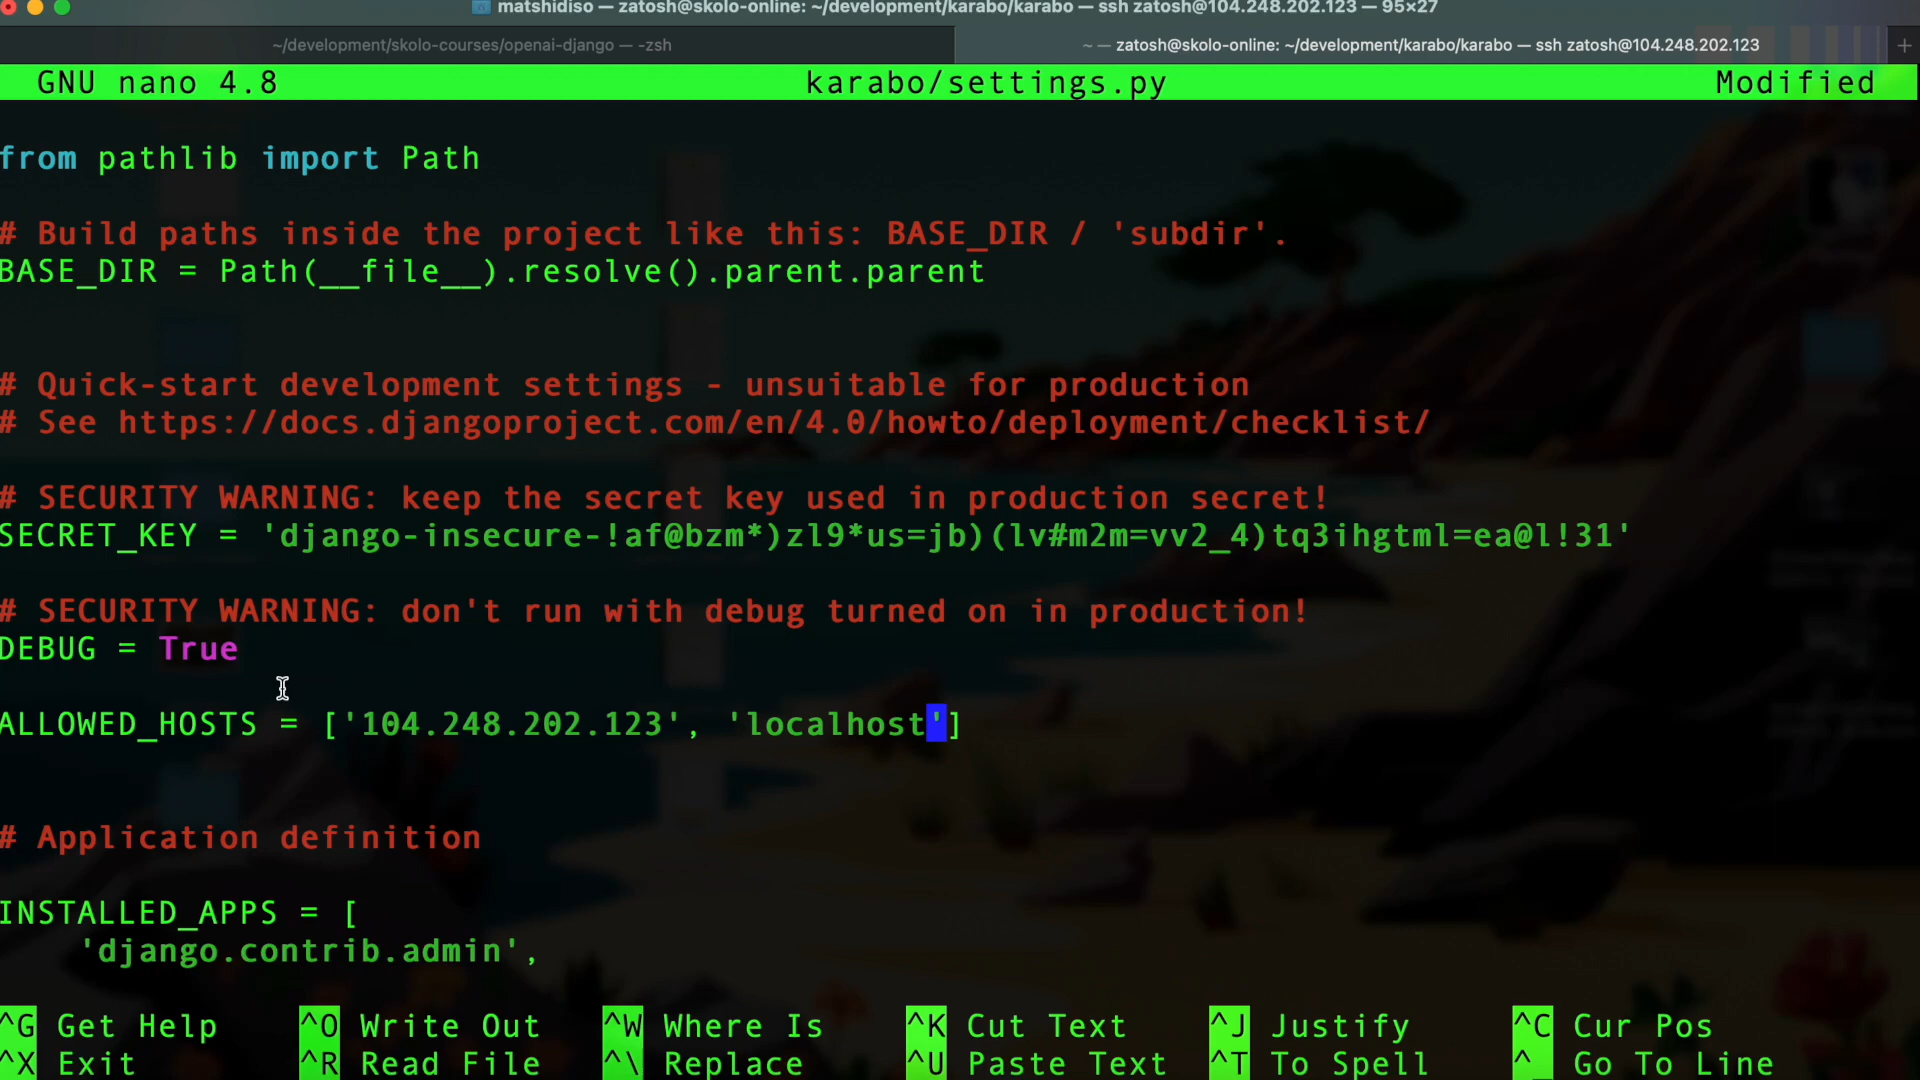 matshidiso — zatosh@skolo-online: ~/development/karabo/karabo — ssh zatosh@104.248.202.123 — 95×27
~/development/skolo-courses/openai-django — -zsh
~ — zatosh@skolo-online: ~/development/karabo/karabo — ssh zatosh@104.248.202.123
+
GNU nano 4.8 karabo/settings.py Modified
from pathlib import Path
# Build paths inside the project like this: BASE_DIR / 'subdir'.
BASE_DIR = Path(__file__).resolve().parent.parent
# Quick-start development settings - unsuitable for production
# See https://docs.djangoproject.com/en/4.0/howto/deployment/checklist/
# SECURITY WARNING: keep the secret key used in production secret!
SECRET_KEY = 'django-insecure-!af@bzm*)zl9*us=jb)(lv#m2m=vv2_4)tq3ihgtml=ea@l!31'
# SECURITY WARNING: don't run with debug turned on in production!
DEBUG = True
ALLOWED_HOSTS = ['104.248.202.123', 'localhost']
# Application definition
INSTALLED_APPS = [
    'django.contrib.admin',
^G Get Help ^O Write Out ^W Where Is ^K Cut Text ^J Justify ^C Cur Pos
^X Exit ^R Read File ^\ Replace ^U Paste Text ^T To Spell ^_ Go To Line